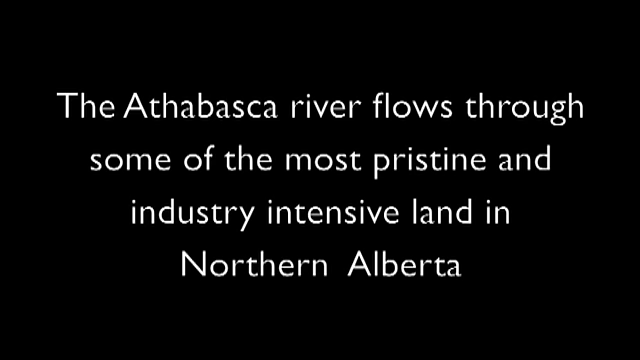 The Athabasca river flows through
some of the most pristine and
industry intensive land in
Northern  Alberta